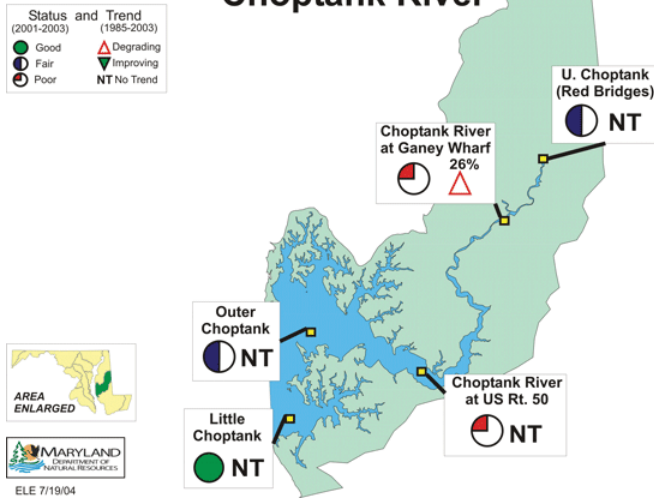 Choptank River
Status and Trend
(2001-2003) (1985-2003)
Good Degrading
Fair Improving
Poor NT No Trend
U. Choptank
(Red Bridges)
NT
Choptank River
at Ganey Wharf
26%
Outer
Choptank
NT
Choptank River
at US Rt. 50
NT
Little
Choptank
NT
AREA
ENLARGED
MARYLAND
DEPARTMENT OF
NATURAL RESOURCES
ELE 7/19/04